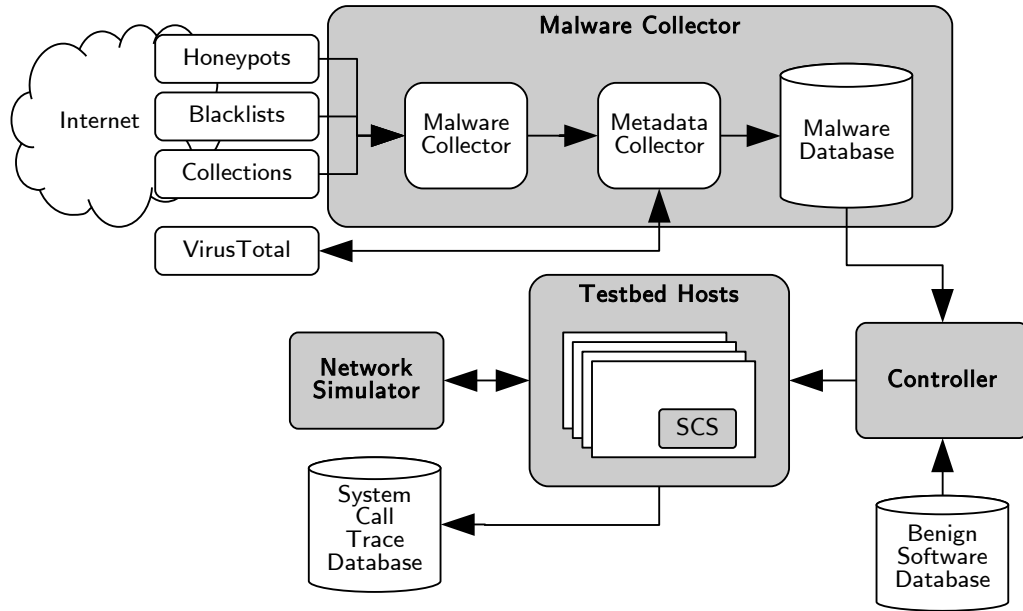 Malware Collector
Honeypots
Internet
Blacklists
Collections
Malware
Collector
Metadata
Collector
Malware
Database
VirusTotal
Testbed Hosts
Network
Simulator
SCS
Controller
System
Call
Trace
Database
Benign
Software
Database